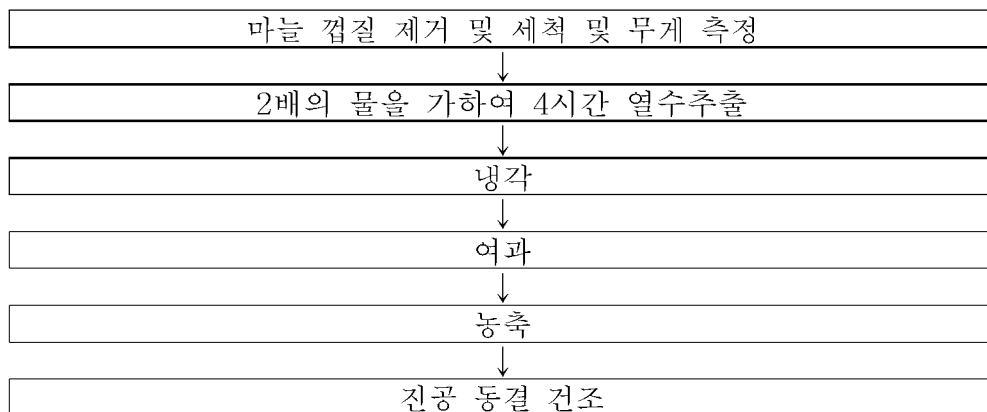 마늘 껍질 제거 및 세척 및 무게 측정
↓
2배의 물을 가하여 4시간 열수추출
↓
냉각
↓
여과
↓
농축
↓
진공 동결 건조